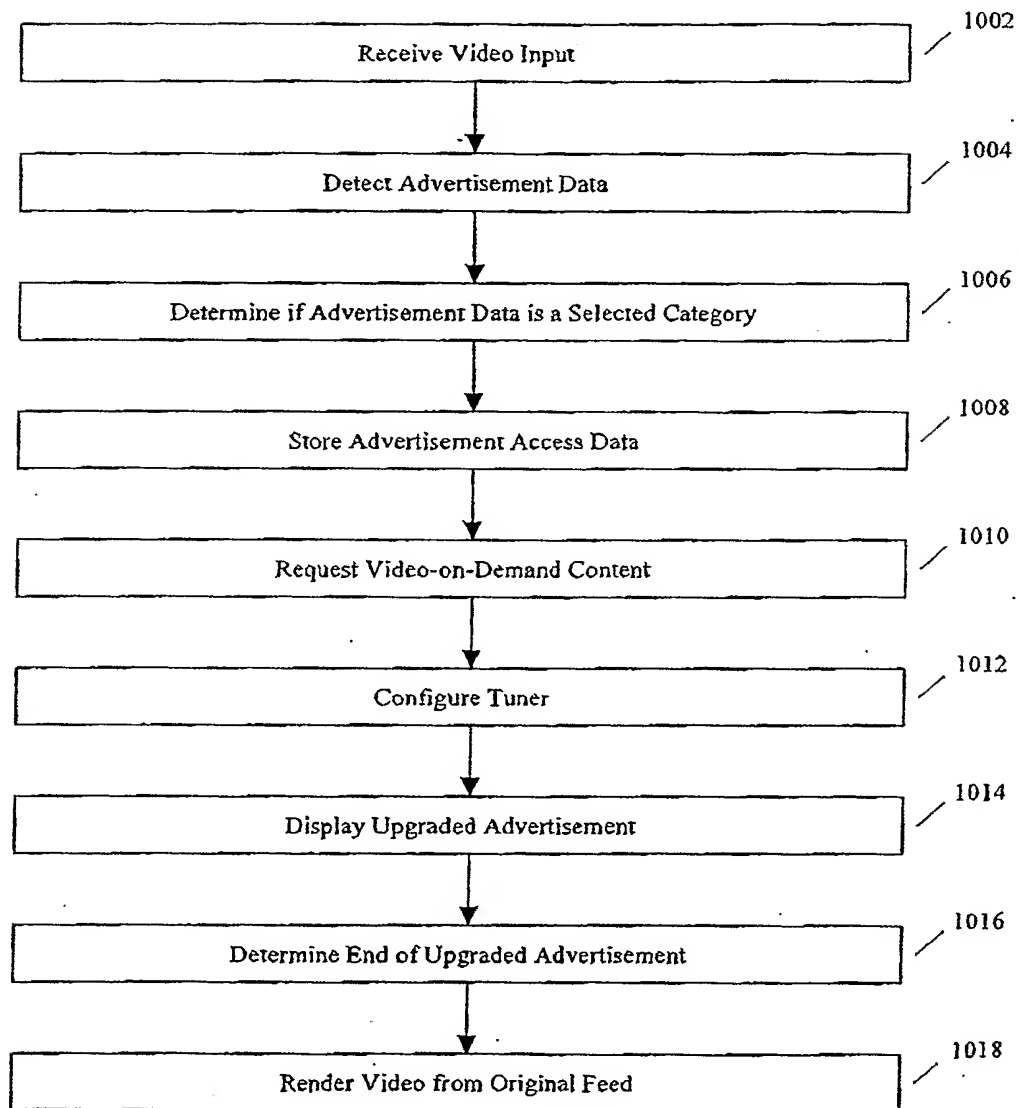 1002
Receive Video Input
1004
Detect Advertisement Data
1006
Determine if Advertisement Data is a Selected Category
1008
Store Advertisement Access Data
1010
Request Video-on-Demand Content
1012
Configure Tuner
1014
Display Upgraded Advertisement
1016
Determine End of Upgraded Advertisement
1018
Render Video from Original Feed